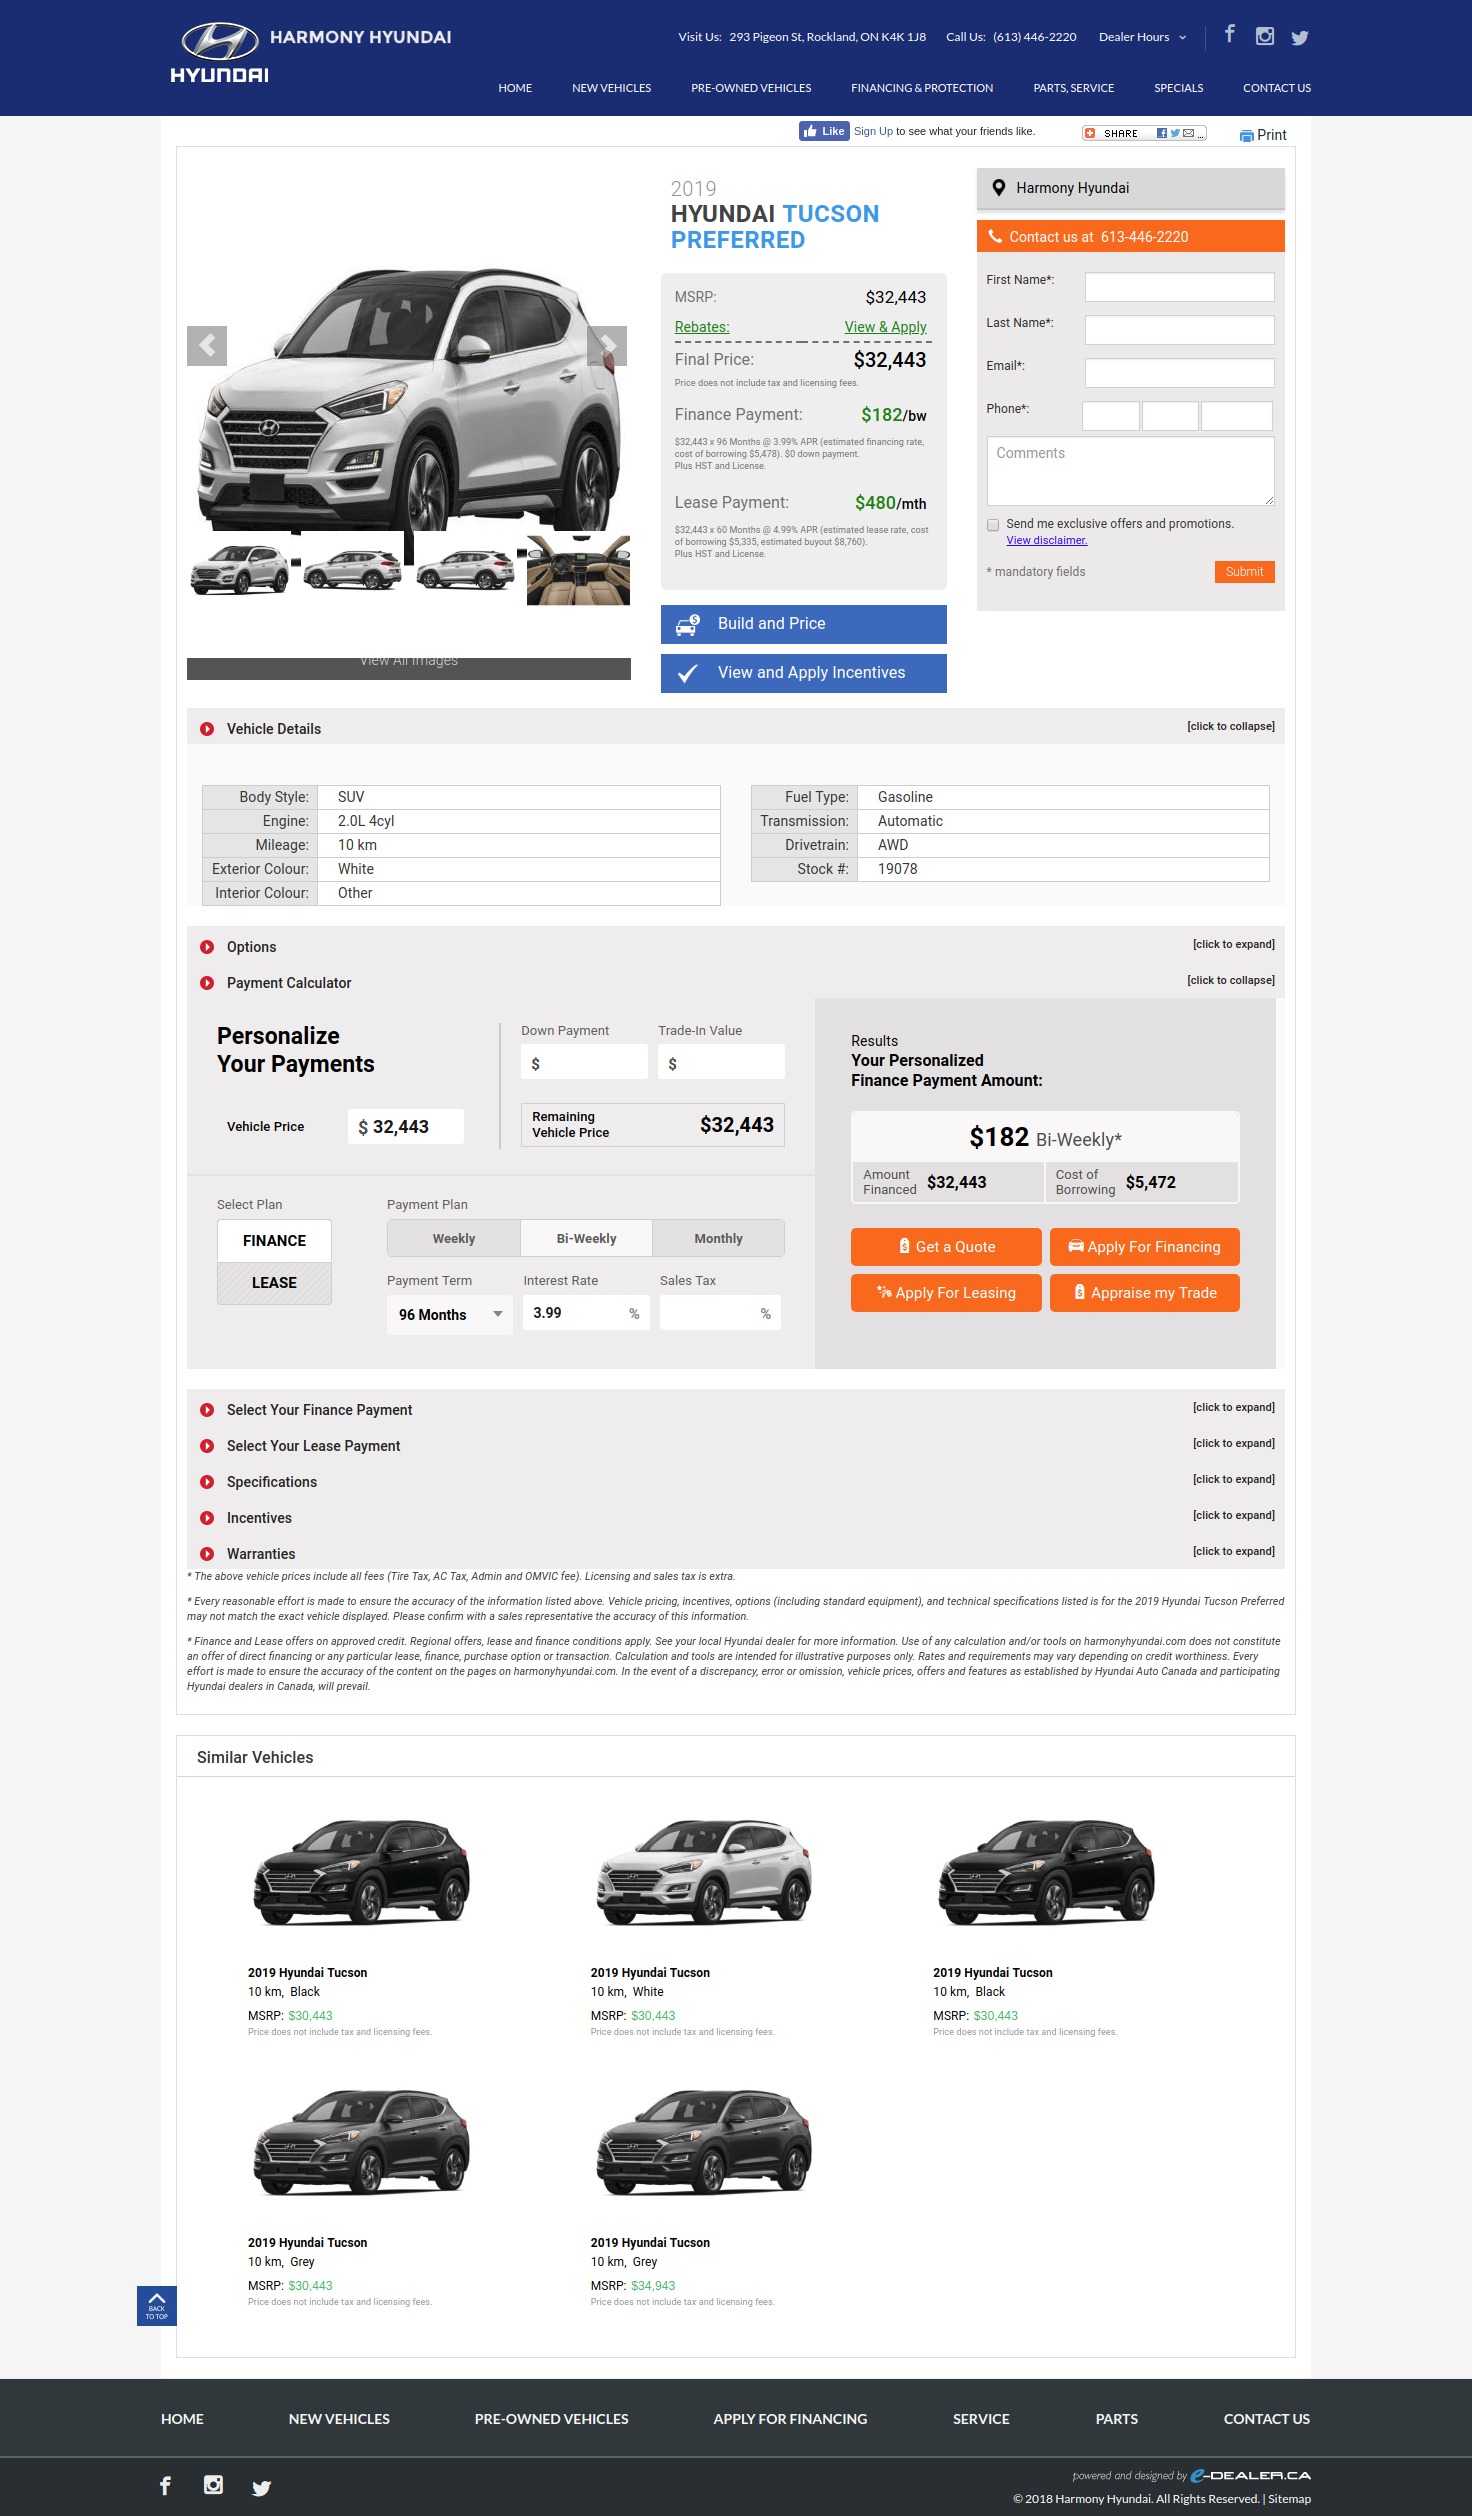 HARMONY HYUNDAI
HYUNDAI
Visit Us: 293 Pigeon St, Rockland, ON K4K 1J8 Call Us: (613) 446-2220 Dealer Hours
HOME NEW VEHICLES PRE-OWNED VEHICLES FINANCING & PROTECTION PARTS, SERVICE SPECIALS CONTACT US
Like Sign Up to see what your friends like.
SHARE
Print
2019
HYUNDAI TUCSON
PREFERRED
MSRP: $32,443
Rebates: View & Apply
Final Price: $32,443
Price does not include tax and licensing fees.
Finance Payment: $182/bw
$32,443 x 96 Months @ 3.99% APR (estimated financing rate,
cost of borrowing $5,478). $0 down payment.
Plus HST and License.
Lease Payment: $480/mth
$32,443 x 60 Months @ 4.99% APR (estimated lease rate, cost
of borrowing $5,335, estimated buyout $8,760).
Plus HST and License.
Build and Price
View and Apply Incentives
Harmony Hyundai
Contact us at 613-446-2220
First Name*:
Last Name*:
Email*:
Phone*:
Comments
Send me exclusive offers and promotions.
View disclaimer.
* mandatory fields
Submit
View All Images
Vehicle Details [click to collapse]
Body Style: SUV
Engine: 2.0L 4cyl
Mileage: 10 km
Exterior Colour: White
Interior Colour: Other
Fuel Type: Gasoline
Transmission: Automatic
Drivetrain: AWD
Stock #: 19078
Options [click to expand]
Payment Calculator [click to collapse]
Personalize
Your Payments
Vehicle Price $ 32,443
Down Payment Trade-In Value
$ $
Remaining
Vehicle Price $32,443
Select Plan
FINANCE
LEASE
Payment Plan
Weekly Bi-Weekly Monthly
Payment Term Interest Rate Sales Tax
96 Months 3.99 % %
Results
Your Personalized
Finance Payment Amount:
$182 Bi-Weekly*
Amount
Financed $32,443
Cost of
Borrowing $5,472
Get a Quote Apply For Financing
Apply For Leasing Appraise my Trade
Select Your Finance Payment [click to expand]
Select Your Lease Payment [click to expand]
Specifications [click to expand]
Incentives [click to expand]
Warranties [click to expand]
* The above vehicle prices include all fees (Tire Tax, AC Tax, Admin and OMVIC fee). Licensing and sales tax is extra.
* Every reasonable effort is made to ensure the accuracy of the information listed above. Vehicle pricing, incentives, options (including standard equipment), and technical specifications listed is for the 2019 Hyundai Tucson Preferred
may not match the exact vehicle displayed. Please confirm with a sales representative the accuracy of this information.
* Finance and Lease offers on approved credit. Regional offers, lease and finance conditions apply. See your local Hyundai dealer for more information. Use of any calculation and/or tools on harmonyhyundai.com does not constitute
an offer of direct financing or any particular lease, finance, purchase option or transaction. Calculation and tools are intended for illustrative purposes only. Rates and requirements may vary depending on credit worthiness. Every
effort is made to ensure the accuracy of the content on the pages on harmonyhyundai.com. In the event of a discrepancy, error or omission, vehicle prices, offers and features as established by Hyundai Auto Canada and participating
Hyundai dealers in Canada, will prevail.
Similar Vehicles
2019 Hyundai Tucson
10 km, Black
MSRP: $30,443
Price does not include tax and licensing fees.
2019 Hyundai Tucson
10 km, White
MSRP: $30,443
Price does not include tax and licensing fees.
2019 Hyundai Tucson
10 km, Black
MSRP: $30,443
Price does not include tax and licensing fees.
2019 Hyundai Tucson
10 km, Grey
MSRP: $30,443
Price does not include tax and licensing fees.
2019 Hyundai Tucson
10 km, Grey
MSRP: $34,943
Price does not include tax and licensing fees.
BACK
TO TOP
HOME NEW VEHICLES PRE-OWNED VEHICLES APPLY FOR FINANCING SERVICE PARTS CONTACT US
powered and designed by e-DEALER.CA
© 2018 Harmony Hyundai. All Rights Reserved. | Sitemap